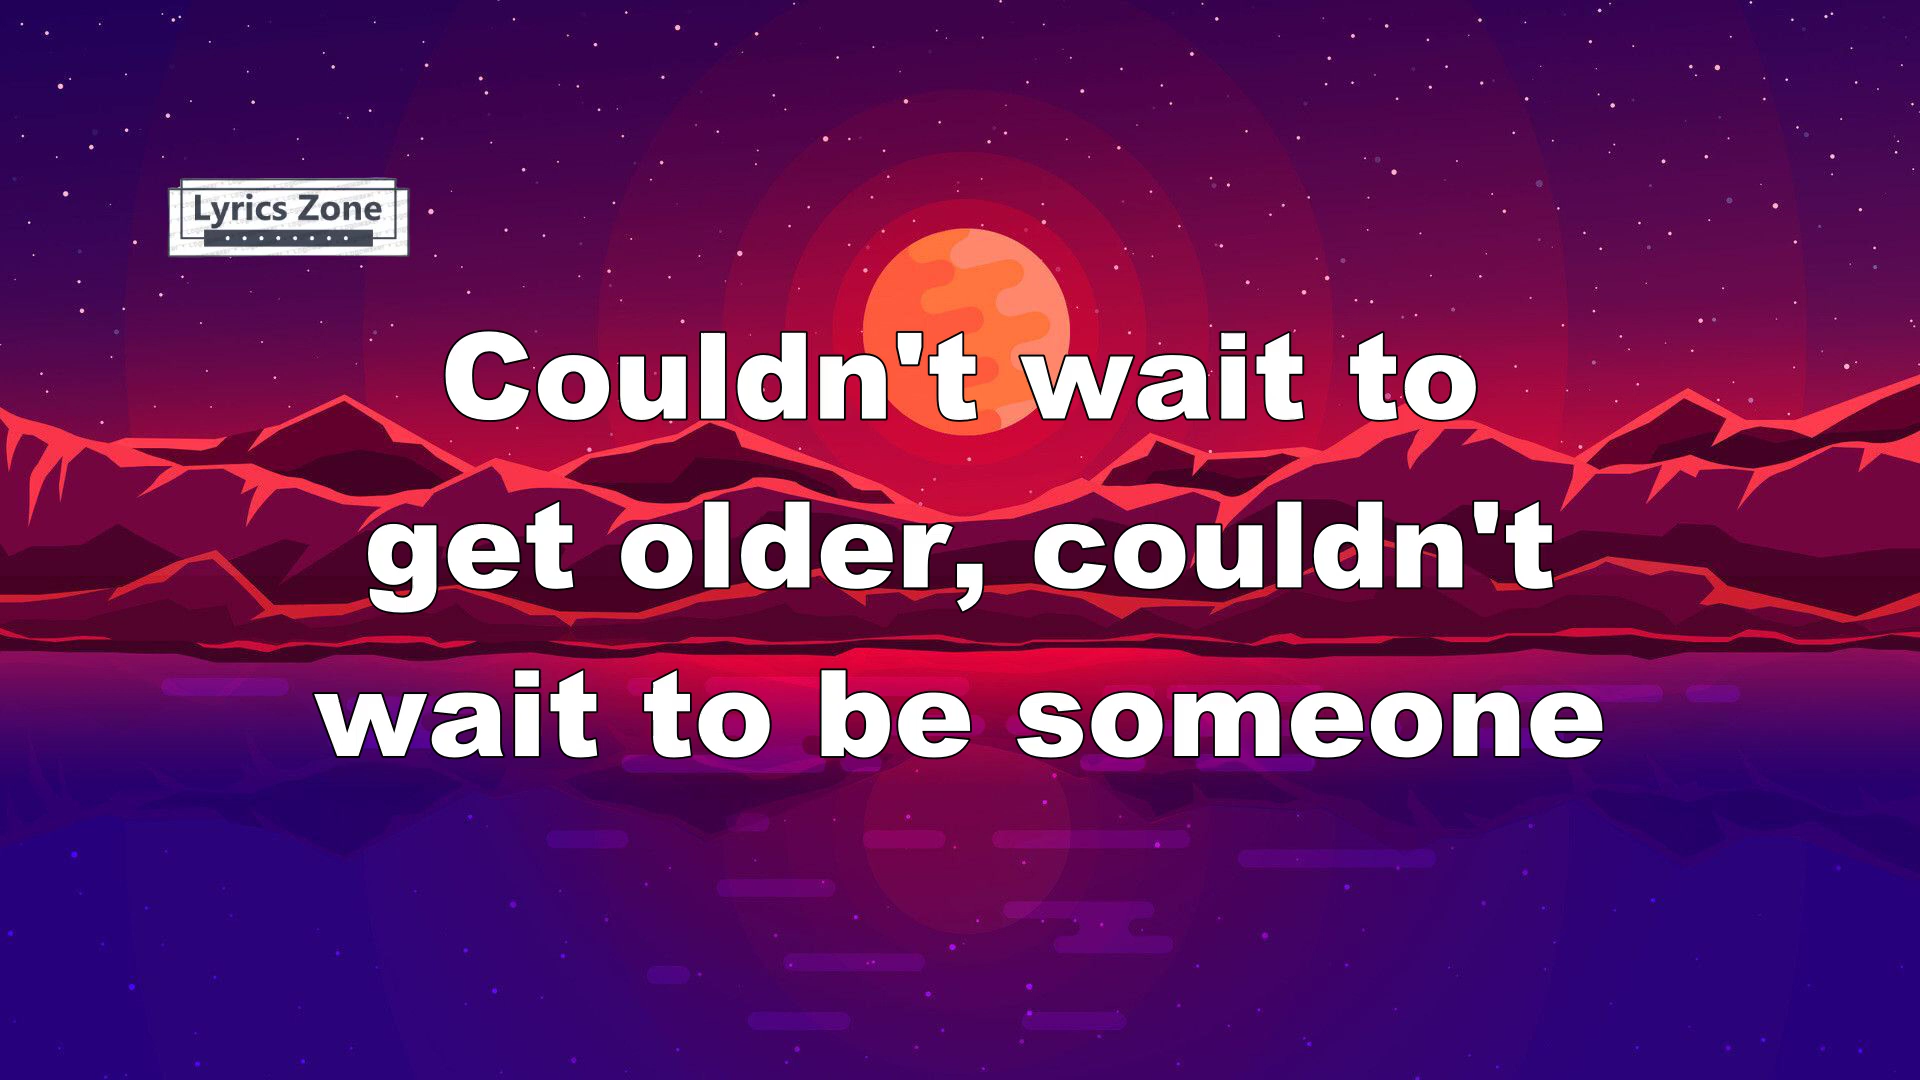 Lyrics Zone
Couldn't wait to
get older, couldn't
wait to be someone